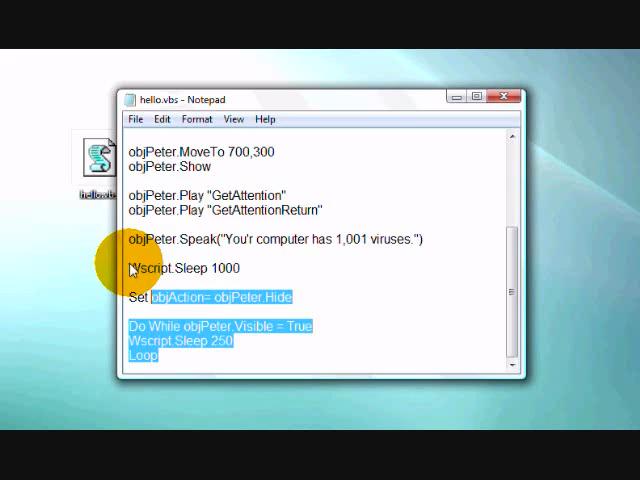 hello.vbs - Notepad
File Edit Format View Help
objPeter.MoveTo 700,300
objPeter.Show
objPeter.Play "GetAttention"
objPeter.Play "GetAttentionReturn"
objPeter.Speak("You'r computer has 1,001 viruses.")
Wscript.Sleep 1000
Set objAction= objPeter.Hide
Do While objPeter.Visible = True
Wscript.Sleep 250
Loop
hello.vbs